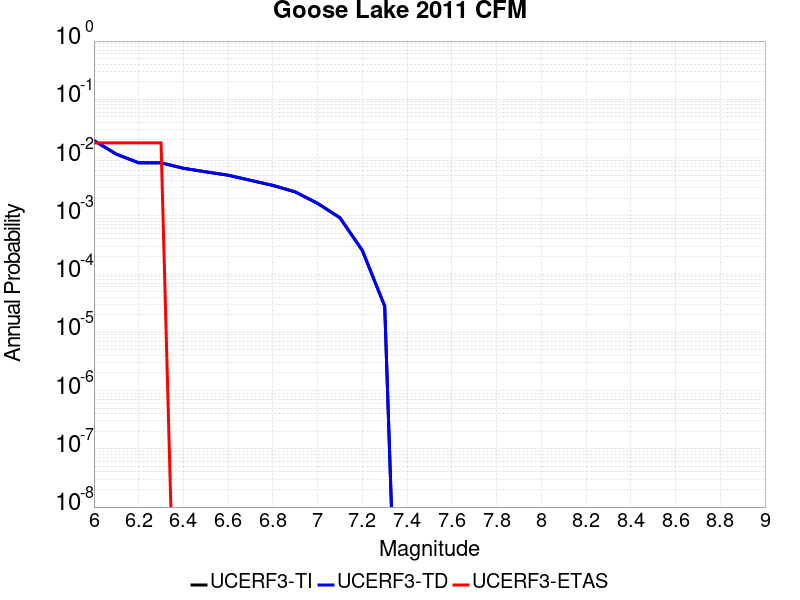 Goose Lake 2011 CFM
10^0
10^-1
10^-2
10^-3
10^-4
10^-5
10^-6
10^-7
10^-8
Annual Probability
6 6.2 6.4 6.6 6.8 7 7.2 7.4 7.6 7.8 8 8.2 8.4 8.6 8.8 9
Magnitude
UCERF3-TI UCERF3-TD UCERF3-ETAS